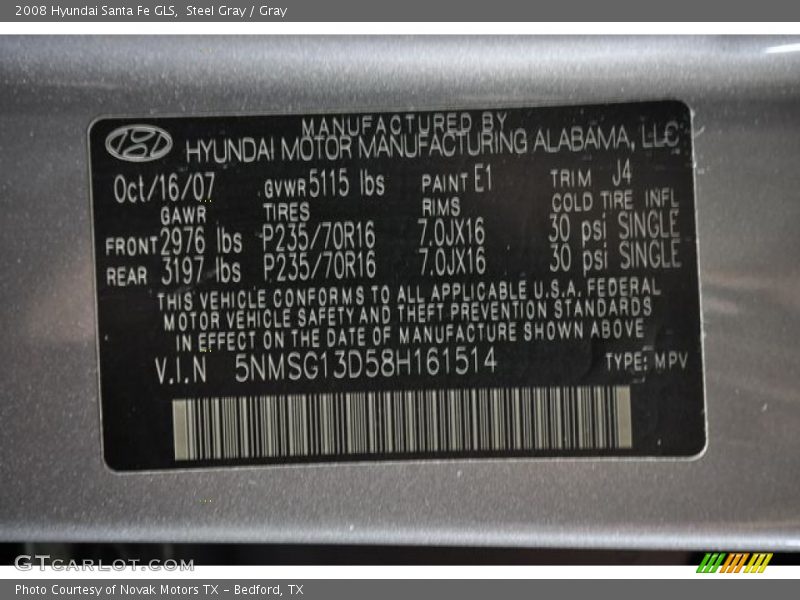 2008 Hyundai Santa Fe GLS, Steel Gray / Gray
MANUFACTURED BY
HYUNDAI MOTOR MANUFACTURING ALABAMA, LLC
Oct/16/07 GVWR 5115 lbs PAINT E1 TRIM J4
GAWR TIRES RIMS COLD TIRE INFL
FRONT 2976 lbs P235/70R16 7.0JX16 30 psi SINGLE
REAR 3197 lbs P235/70R16 7.0JX16 30 psi SINGLE
THIS VEHICLE CONFORMS TO ALL APPLICABLE U.S.A. FEDERAL
MOTOR VEHICLE SAFETY AND THEFT PREVENTION STANDARDS
IN EFFECT ON THE DATE OF MANUFACTURE SHOWN ABOVE
V.I.N 5NMSG13D58H161514 TYPE: MPV
GTCARLOT.COM
Photo Courtesy of Novak Motors TX - Bedford, TX